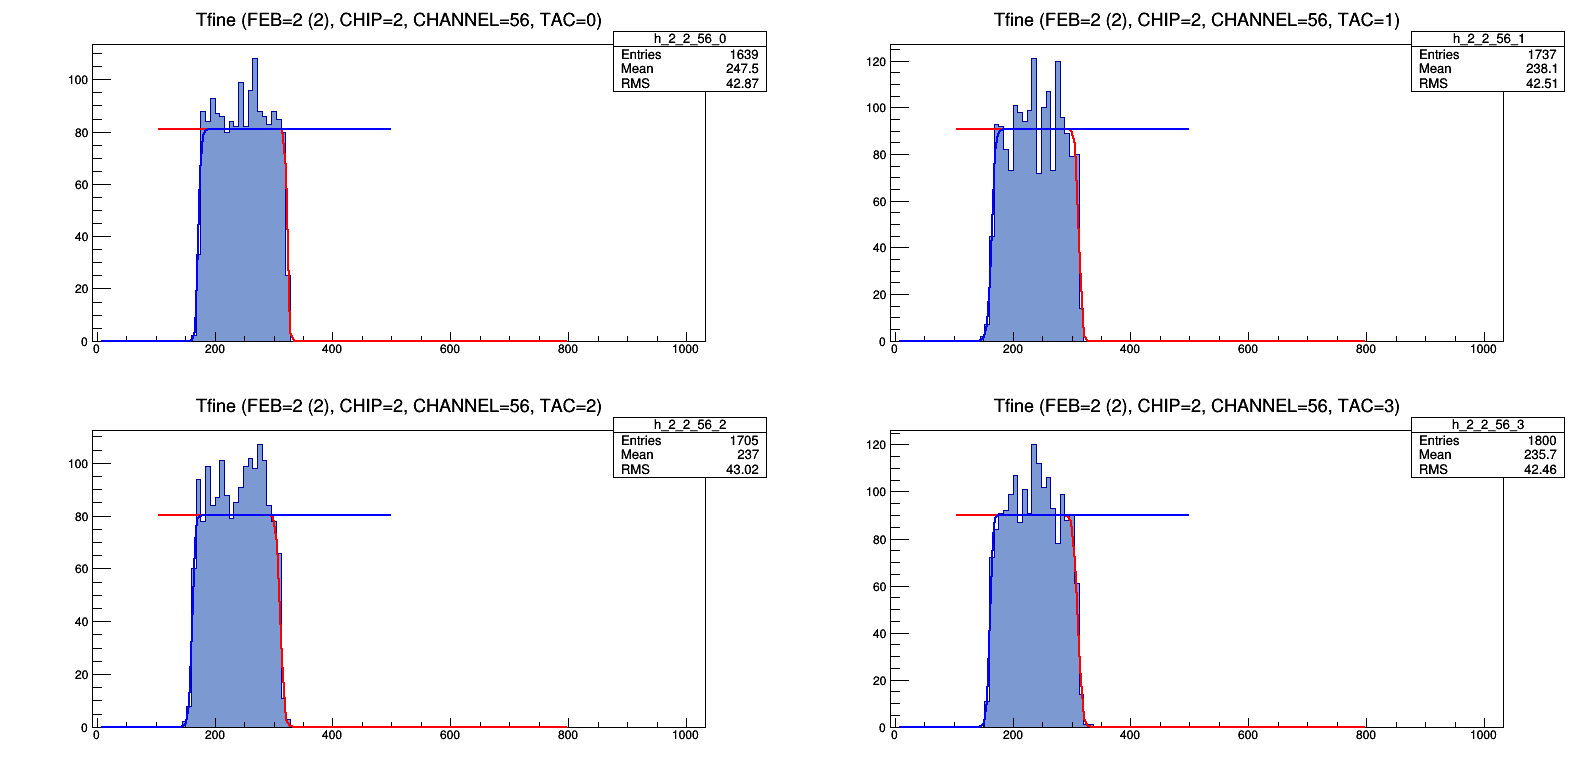 Tfine (FEB=2 (2), CHIP=2, CHANNEL=56, TAC=0)
h_2_2_56_0
Entries 1639
Mean 247.5
RMS 42.87
100
80
60
40
20
0
0 200 400 600 800 1000
Tfine (FEB=2 (2), CHIP=2, CHANNEL=56, TAC=1)
h_2_2_56_1
Entries 1737
Mean 238.1
RMS 42.51
120
100
80
60
40
20
0
0 200 400 600 800 1000
Tfine (FEB=2 (2), CHIP=2, CHANNEL=56, TAC=2)
h_2_2_56_2
Entries 1705
Mean 237
RMS 43.02
100
80
60
40
20
0
0 200 400 600 800 1000
Tfine (FEB=2 (2), CHIP=2, CHANNEL=56, TAC=3)
h_2_2_56_3
Entries 1800
Mean 235.7
RMS 42.46
120
100
80
60
40
20
0
0 200 400 600 800 1000